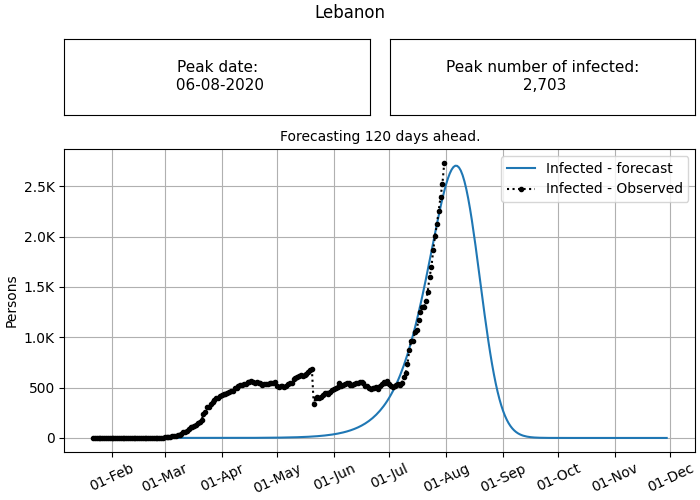 Lebanon
Peak date:
06-08-2020
Peak number of infected:
2,703
Forecasting 120 days ahead.
Infected - forecast
Infected - Observed
Persons
2.5K
2.0K
1.5K
1.0K
500
0
01-Feb
01-Mar
01-Apr
01-May
01-Jun
01-Jul
01-Aug
01-Sep
01-Oct
01-Nov
01-Dec